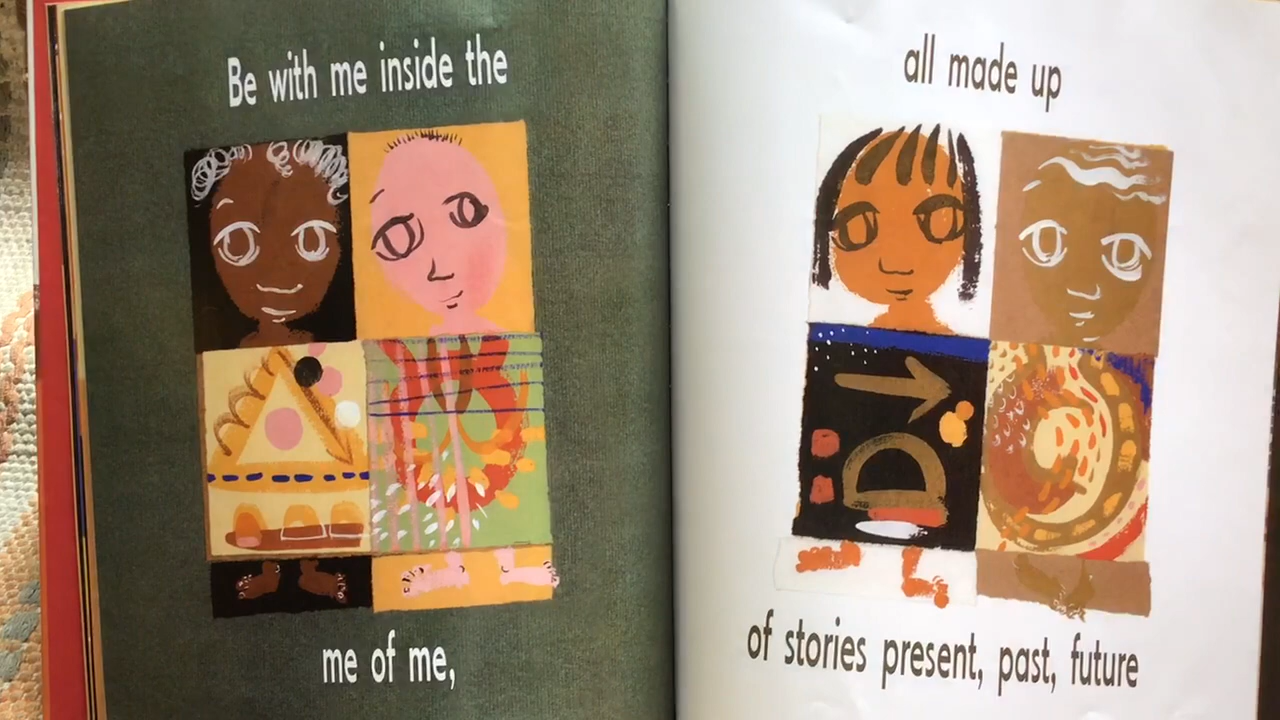 Be with me inside the
me of me,
all made up
of stories present, past, future